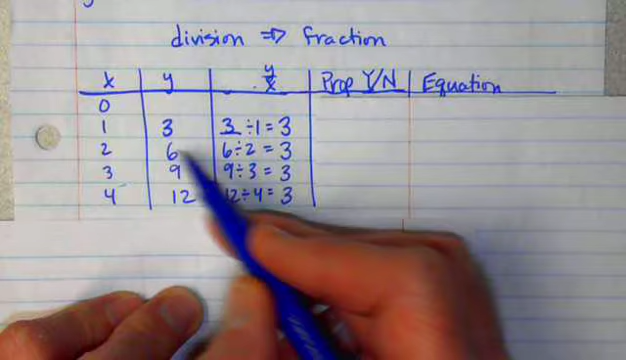 division ⇒ fraction
x y y/x Prop Y/N Equation
0
1 3 3 ÷ 1 = 3
2 6 6 ÷ 2 = 3
3 9 9 ÷ 3 = 3
4 12 12 ÷ 4 = 3